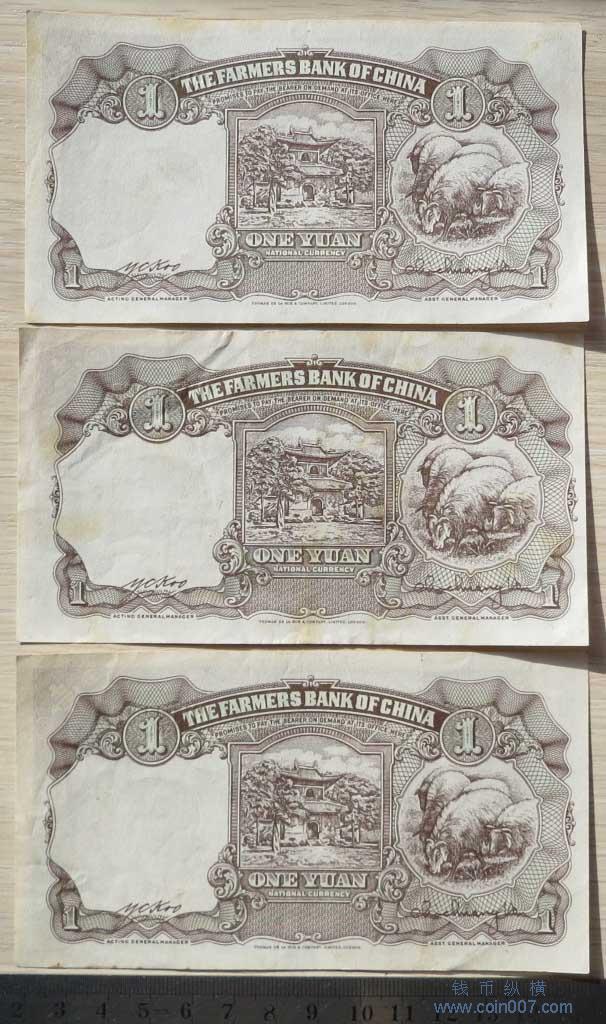 1
THE FARMERS BANK OF CHINA
1
PROMISES TO PAY THE BEARER ON DEMAND AT ITS OFFICE HERE
ONE YUAN
NATIONAL CURRENCY
1
Y C Koo
1
ACTING GENERAL MANAGER
THOMAS DE LA RUE & COMPANY, LIMITED, LONDON.
ASST GENERAL MANAGER
1
THE FARMERS BANK OF CHINA
1
PROMISES TO PAY THE BEARER ON DEMAND AT ITS OFFICE HERE
ONE YUAN
NATIONAL CURRENCY
1
Y C Koo
1
ACTING GENERAL MANAGER
THOMAS DE LA RUE & COMPANY, LIMITED, LONDON.
ASST GENERAL MANAGER
1
THE FARMERS BANK OF CHINA
1
PROMISES TO PAY THE BEARER ON DEMAND AT ITS OFFICE HERE
ONE YUAN
NATIONAL CURRENCY
1
Y C Koo
1
ACTING GENERAL MANAGER
THOMAS DE LA RUE & COMPANY, LIMITED, LONDON.
ASST GENERAL MANAGER
钱币纵横
2 3 4 5 6 7 8 9 10 11 12
www.coin007.com